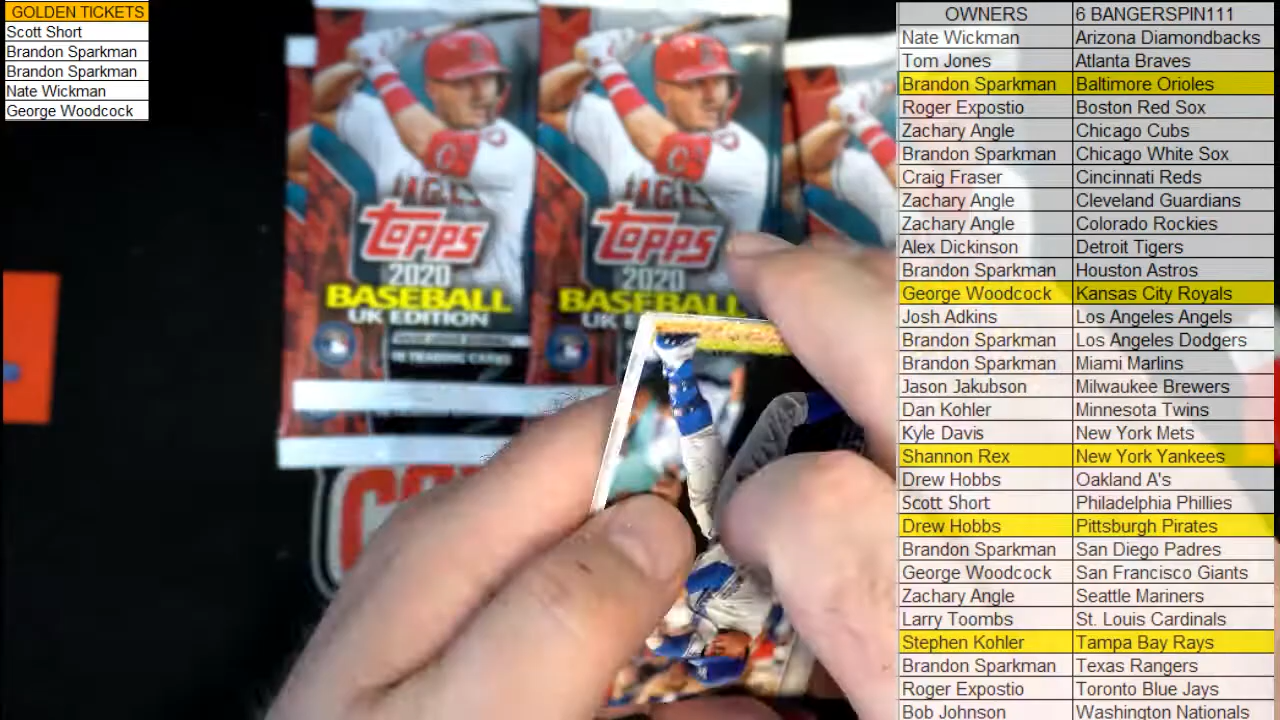 GOLDEN TICKETS
Scott Short
Brandon Sparkman
Brandon Sparkman
Nate Wickman
George Woodcock
Topps
2020
BASEBALL
UK EDITION
Topps
2020
BASEBALL
UK
OWNERS 6 BANGERSPIN111
Nate Wickman Arizona Diamondbacks
Tom Jones Atlanta Braves
Brandon Sparkman Baltimore Orioles
Roger Expostio Boston Red Sox
Zachary Angle Chicago Cubs
Brandon Sparkman Chicago White Sox
Craig Fraser Cincinnati Reds
Zachary Angle Cleveland Guardians
Zachary Angle Colorado Rockies
Alex Dickinson Detroit Tigers
Brandon Sparkman Houston Astros
George Woodcock Kansas City Royals
Josh Adkins Los Angeles Angels
Brandon Sparkman Los Angeles Dodgers
Brandon Sparkman Miami Marlins
Jason Jakubson Milwaukee Brewers
Dan Kohler Minnesota Twins
Kyle Davis New York Mets
Shannon Rex New York Yankees
Drew Hobbs Oakland A's
Scott Short Philadelphia Phillies
Drew Hobbs Pittsburgh Pirates
Brandon Sparkman San Diego Padres
George Woodcock San Francisco Giants
Zachary Angle Seattle Mariners
Larry Toombs St. Louis Cardinals
Stephen Kohler Tampa Bay Rays
Brandon Sparkman Texas Rangers
Roger Expostio Toronto Blue Jays
Bob Johnson Washington Nationals